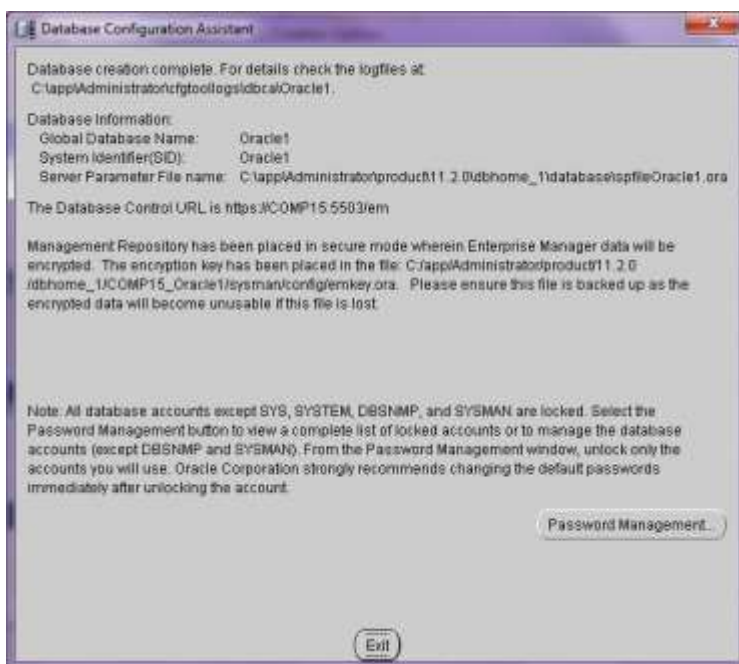 Database Configuration Assistant
Database creation complete. For details check the logfiles at:
C:\app\Administrator\cfgtoollogs\dbca\Oracle1.
Database Information:
Global Database Name: Oracle1
System Identifier(SID): Oracle1
Server Parameter File name: C:\app\Administrator\product\11.2.0\dbhome_1\database\spfileOracle1.ora
The Database Control URL is https://COMP15:5503/em
Management Repository has been placed in secure mode wherein Enterprise Manager data will be
encrypted. The encryption key has been placed in the file: C:/app/Administrator/product/11.2.0
/dbhome_1/COMP15_Oracle1/sysman/config/emkey.ora. Please ensure this file is backed up as the
encrypted data will become unusable if this file is lost.
Note: All database accounts except SYS, SYSTEM, DBSNMP, and SYSMAN are locked. Select the
Password Management button to view a complete list of locked accounts or to manage the database
accounts (except DBSNMP and SYSMAN). From the Password Management window, unlock only the
accounts you will use. Oracle Corporation strongly recommends changing the default passwords
immediately after unlocking the account.
Password Management...
Exit